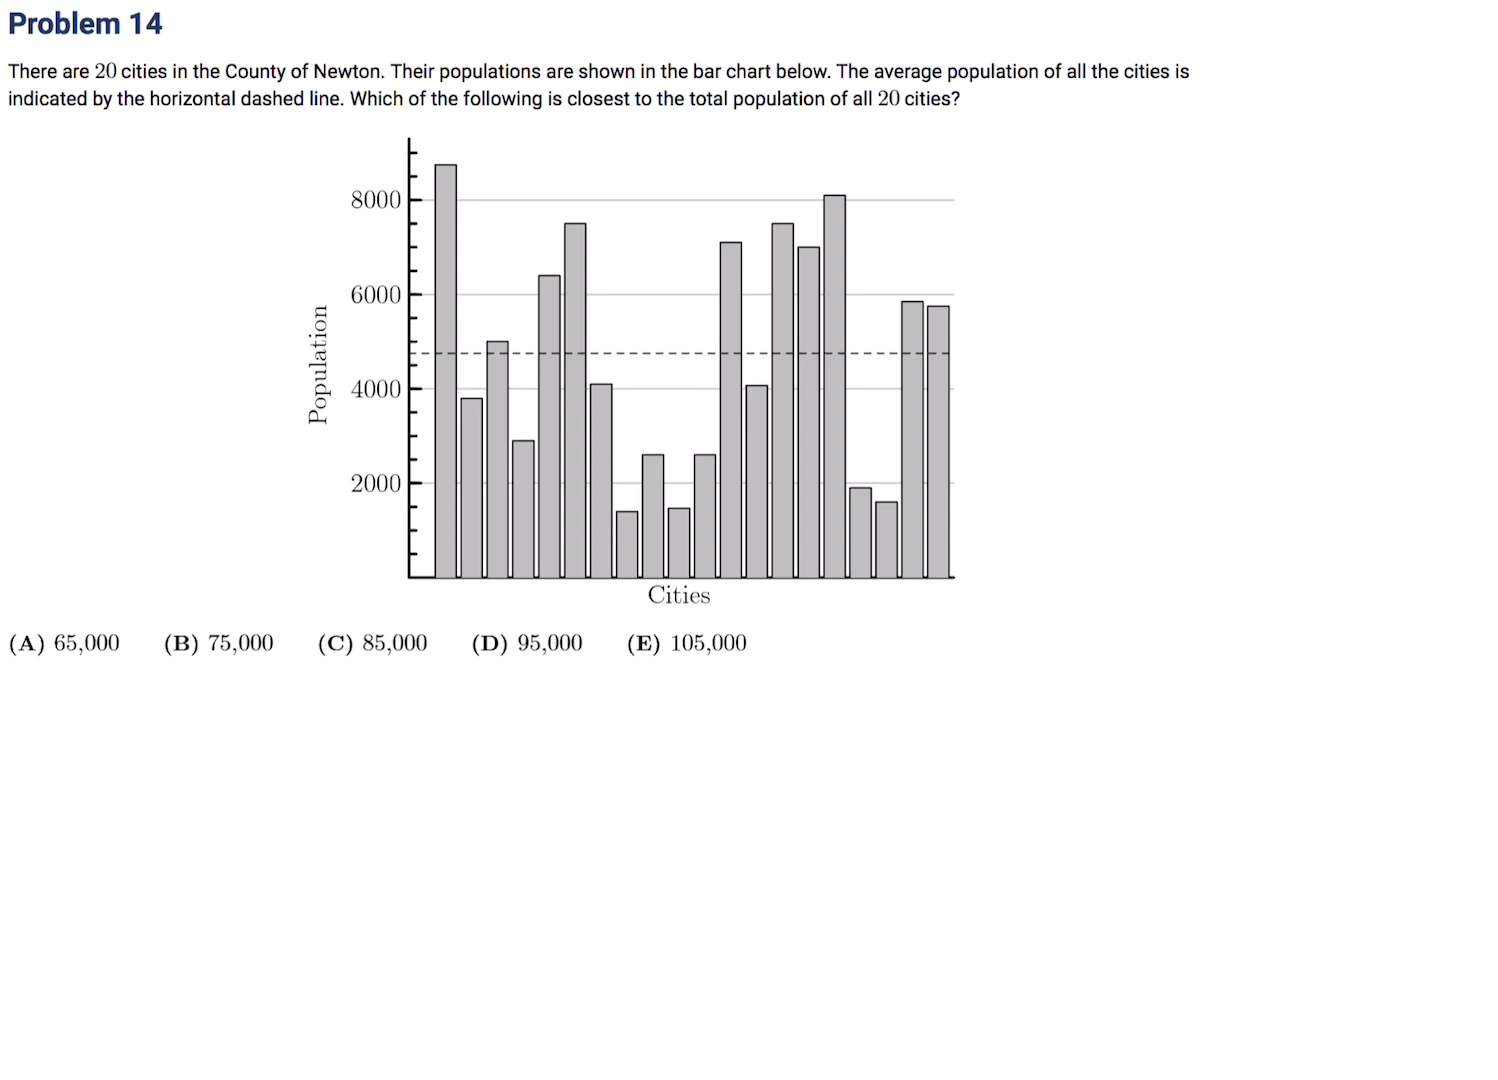 Problem 14
There are 20 cities in the County of Newton. Their populations are shown in the bar chart below. The average population of all the cities is
indicated by the horizontal dashed line. Which of the following is closest to the total population of all 20 cities?
8000
6000
Population
4000
2000
Cities
(A) 65,000 (B) 75,000 (C) 85,000 (D) 95,000 (E) 105,000